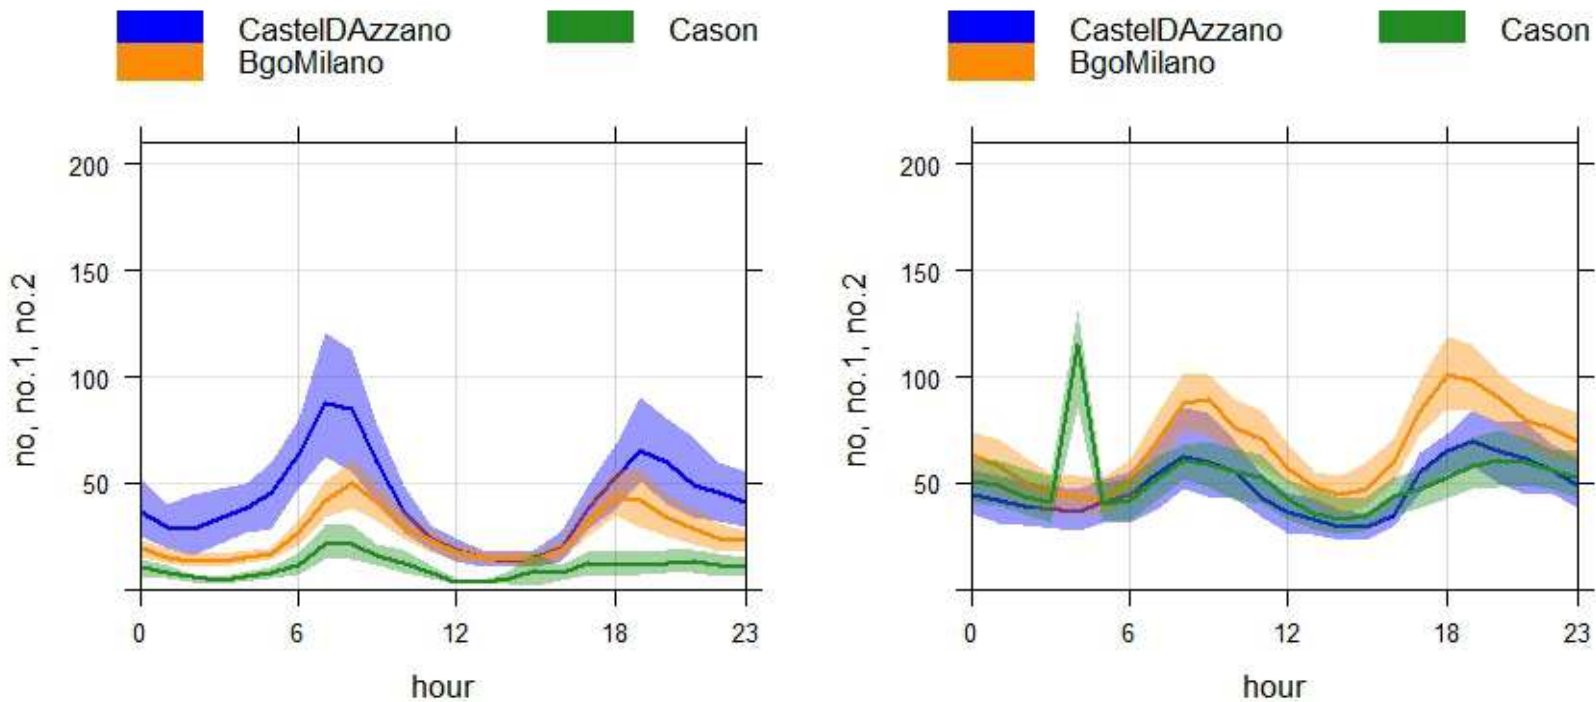 CastelDAzzano Cason
BgoMilano
200
150
100
50
no, no.1, no.2
0 6 12 18 23
hour
CastelDAzzano Cason
BgoMilano
200
150
100
50
no, no.1, no.2
0 6 12 18 23
hour